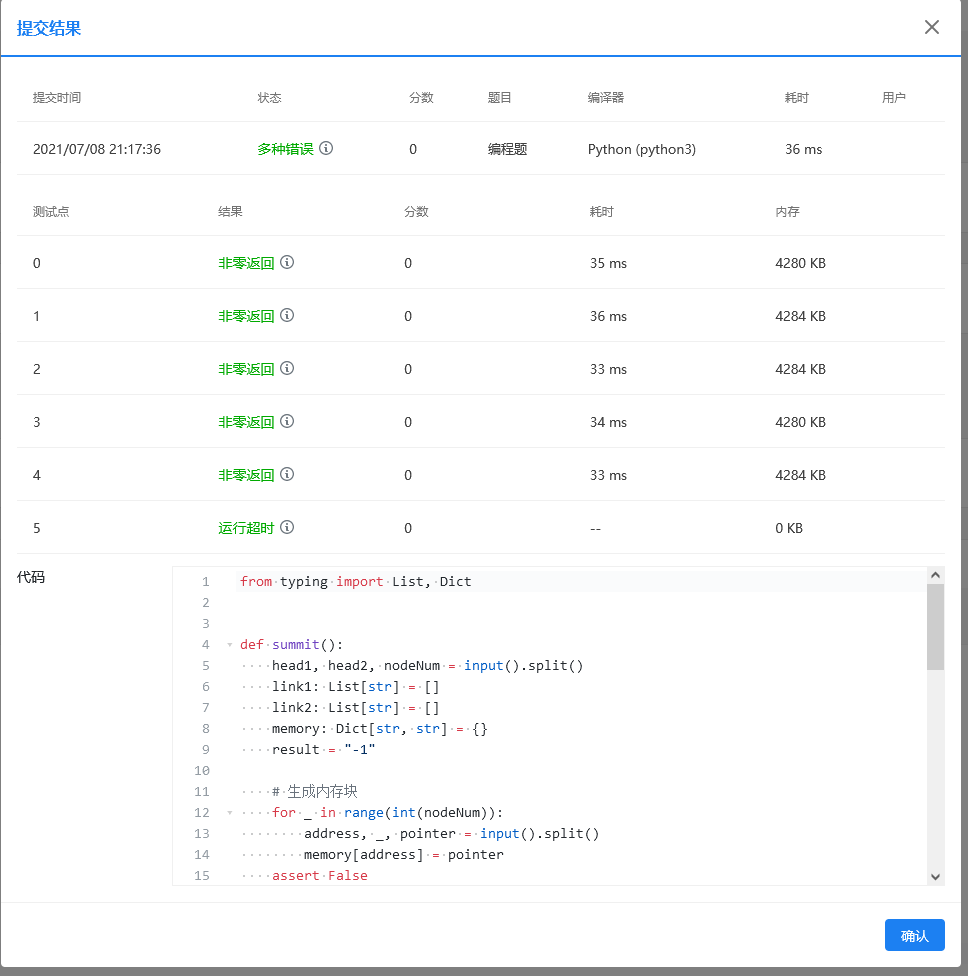 提交结果
提交时间 状态 分数 题目 编译器 耗时 用户
2021/07/08 21:17:36 多种错误 0 编程题 Python (python3) 36 ms
测试点 结果 分数 耗时 内存
0 非零返回 0 35 ms 4280 KB
1 非零返回 0 36 ms 4284 KB
2 非零返回 0 33 ms 4284 KB
3 非零返回 0 34 ms 4280 KB
4 非零返回 0 33 ms 4284 KB
5 运行超时 0 -- 0 KB
代码
1 from typing import List, Dict
2
3
4 def summit():
5     head1, head2, nodeNum = input().split()
6     link1: List[str] = []
7     link2: List[str] = []
8     memory: Dict[str, str] = {}
9     result = "-1"
10
11     # 生成内存块
12     for _ in range(int(nodeNum)):
13         address, _, pointer = input().split()
14         memory[address] = pointer
15     assert False
确认